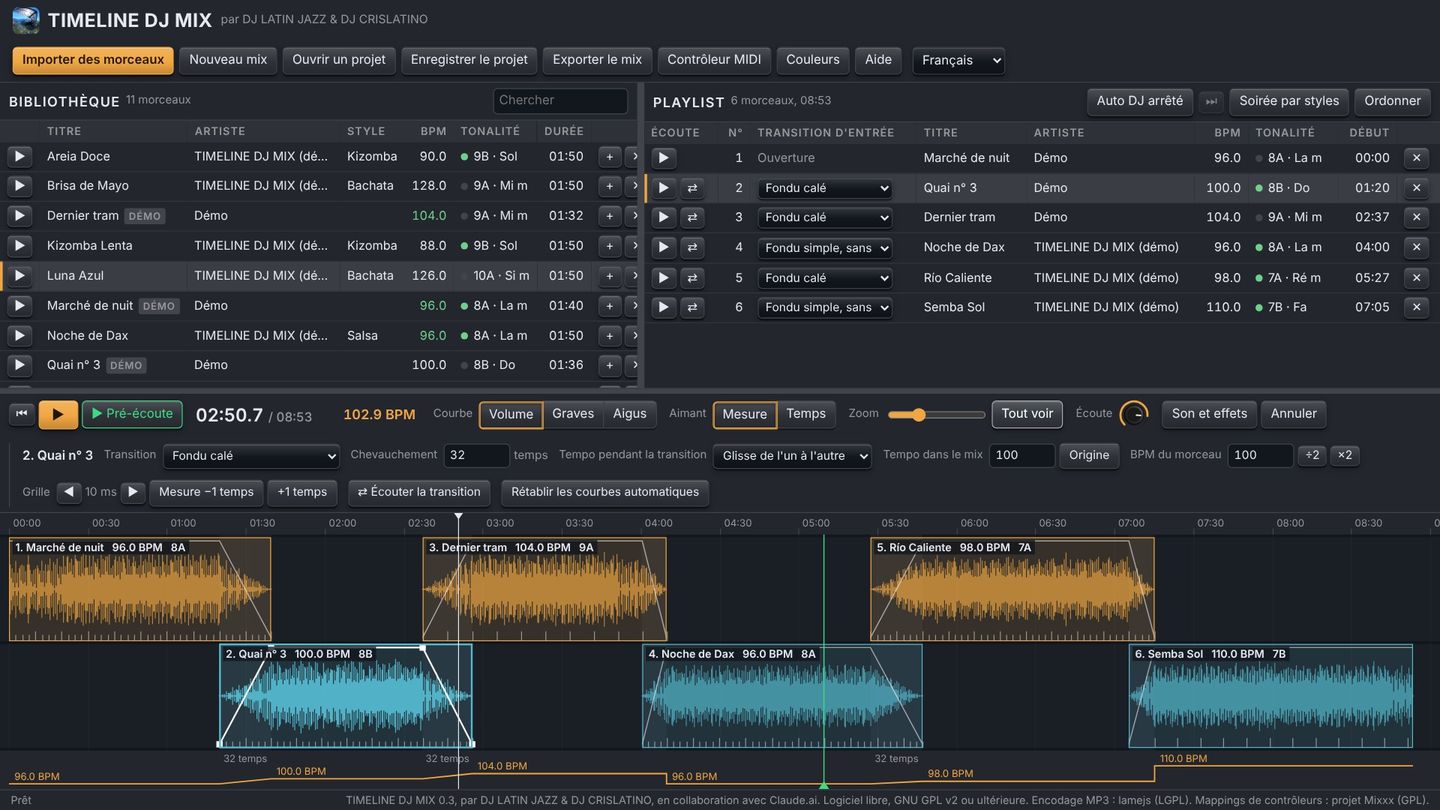 TIMELINE DJ MIX par DJ LATIN JAZZ & DJ CRISLATINO
Importer des morceaux Nouveau mix Ouvrir un projet Enregistrer le projet Exporter le mix Contrôleur MIDI Couleurs Aide Français
BIBLIOTHÈQUE 11 morceaux Chercher
TITRE ARTISTE STYLE BPM TONALITÉ DURÉE
Areia Doce TIMELINE DJ MIX (dé... Kizomba 90.0 9B · Sol 01:50 +
Brisa de Mayo TIMELINE DJ MIX (dé... Bachata 128.0 9A · Mi m 01:50 +
Dernier tram DÉMO Démo 104.0 9A · Mi m 01:32 +
Kizomba Lenta TIMELINE DJ MIX (dé... Kizomba 88.0 9B · Sol 01:50 +
Luna Azul TIMELINE DJ MIX (dé... Bachata 126.0 10A · Si m 01:50 +
Marché de nuit DÉMO Démo 96.0 8A · La m 01:40 +
Noche de Dax TIMELINE DJ MIX (dé... Salsa 96.0 8A · La m 01:50 +
Quai n° 3 DÉMO Démo 100.0 8B · Do 01:36 +
PLAYLIST 6 morceaux, 08:53 Auto DJ arrêté Soirée par styles Ordonner
ÉCOUTE N° TRANSITION D'ENTRÉE TITRE ARTISTE BPM TONALITÉ DÉBUT
1 Ouverture Marché de nuit Démo 96.0 8A · La m 00:00 ×
2 Fondu calé Quai n° 3 Démo 100.0 8B · Do 01:20 ×
3 Fondu calé Dernier tram Démo 104.0 9A · Mi m 02:37 ×
4 Fondu simple, sans Noche de Dax TIMELINE DJ MIX (démo) 96.0 8A · La m 04:00 ×
5 Fondu calé Río Caliente TIMELINE DJ MIX (démo) 98.0 7A · Ré m 05:27 ×
6 Fondu simple, sans Semba Sol TIMELINE DJ MIX (démo) 110.0 7B · Fa 07:05 ×
Pré-écoute 02:50.7 / 08:53 102.9 BPM Courbe Volume Graves Aigus Aimant Mesure Temps Zoom Tout voir Écoute Son et effets Annuler
2. Quai n° 3 Transition Fondu calé Chevauchement 32 temps Tempo pendant la transition Glisse de l'un à l'autre Tempo dans le mix 100 Origine BPM du morceau 100 ÷2 ×2
Grille 10 ms Mesure −1 temps +1 temps ⇄ Écouter la transition Rétablir les courbes automatiques
00:00 00:30 01:00 01:30 02:00 02:30 03:00 03:30 04:00 04:30 05:00 05:30 06:00 06:30 07:00 07:30 08:00 08:30
1. Marché de nuit 96.0 BPM 8A 3. Dernier tram 104.0 BPM 9A 5. Río Caliente 98.0 BPM 7A
2. Quai n° 3 100.0 BPM 8B 4. Noche de Dax 96.0 BPM 8A 6. Semba Sol 110.0 BPM 7B
32 temps 32 temps 32 temps
96.0 BPM 100.0 BPM 104.0 BPM 96.0 BPM 98.0 BPM 110.0 BPM
Prêt TIMELINE DJ MIX 0.3, par DJ LATIN JAZZ & DJ CRISLATINO, en collaboration avec Claude.ai. Logiciel libre, GNU GPL v2 ou ultérieure. Encodage MP3 : lamejs (LGPL). Mappings de contrôleurs : projet Mixxx (GPL).